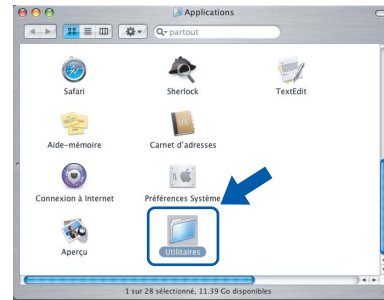 Applications
partout
Safari
Sherlock
TextEdit
Aide-mémoire
Carnet d'adresses
Connexion à Internet
Préférences Système
Aperçu
Utilitaires
1 sur 28 sélectionné, 11.39 Go disponibles